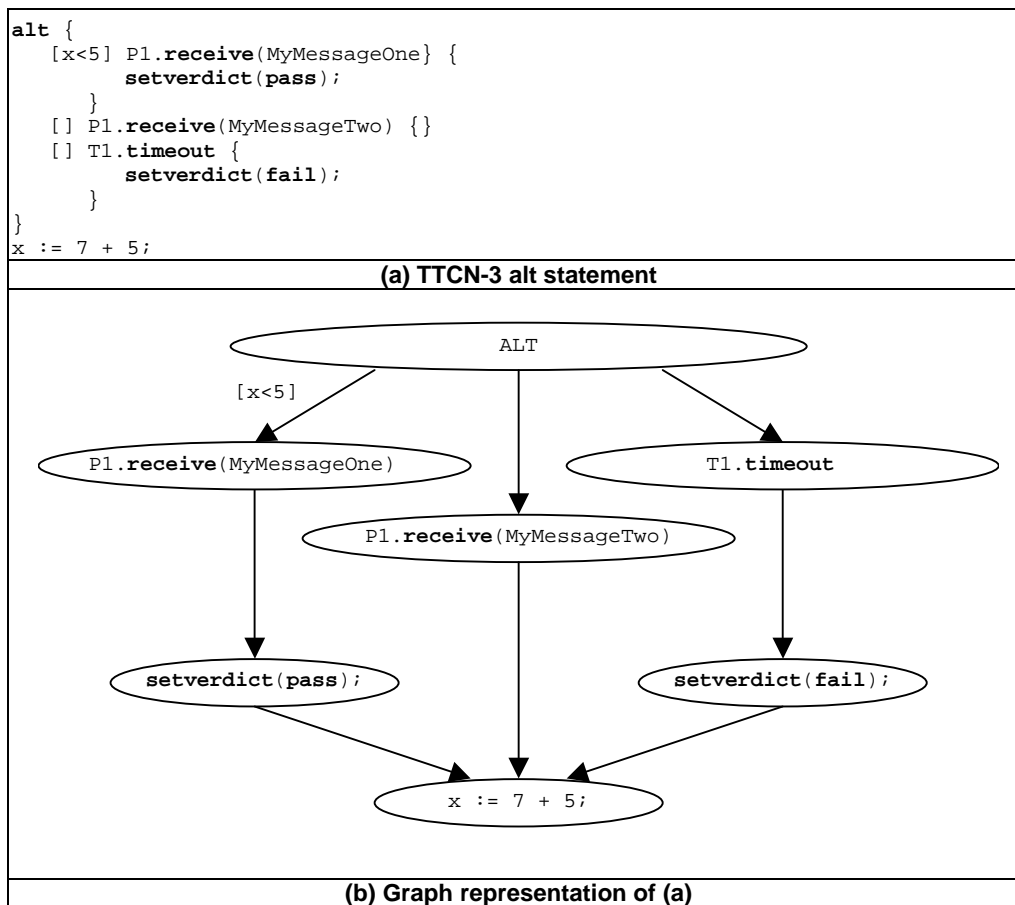 alt {
[x<5] P1.receive(MyMessageOne} {
setverdict(pass);
}
[] P1.receive(MyMessageTwo) {}
[] T1.timeout {
setverdict(fail);
}
}
x := 7 + 5;
(a) TTCN-3 alt statement
ALT
[x<5]
P1.receive(MyMessageOne)
T1.timeout
P1.receive(MyMessageTwo)
setverdict(pass);
setverdict(fail);
x := 7 + 5;
(b) Graph representation of (a)